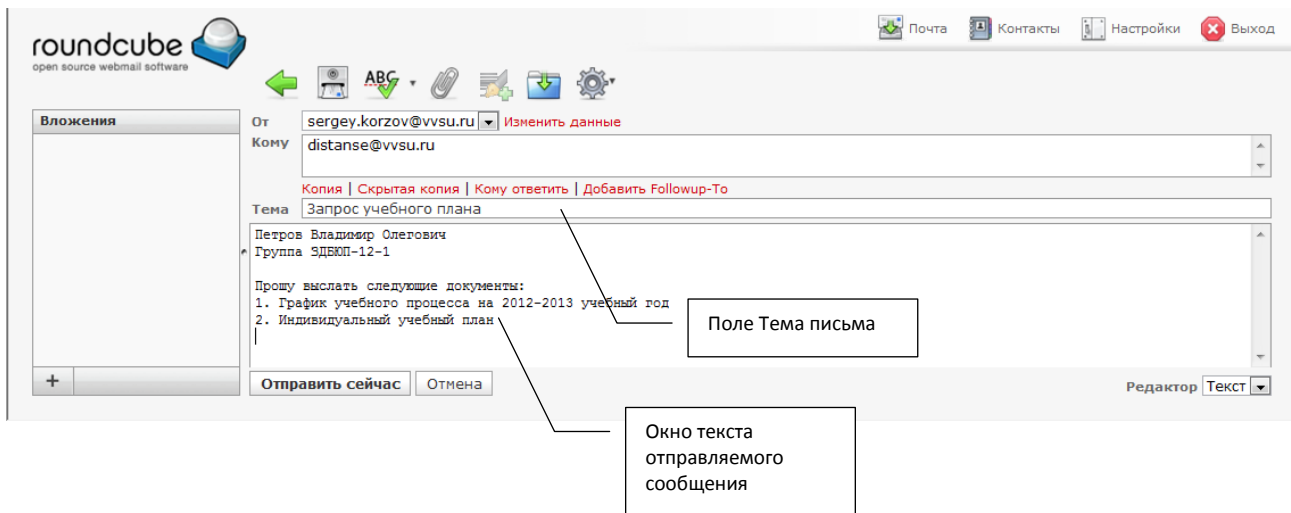 roundcube
open source webmail software
Почта Контакты Настройки Выход
ABC
Вложения
От sergey.korzov@vvsu.ru Изменить данные
Кому distanse@vvsu.ru
Копия | Скрытая копия | Кому ответить | Добавить Followup-To
Тема Запрос учебного плана
Петров Владимир Олегович
Группа ЗДБЮП-12-1
Прошу выслать следующие документы:
1. График учебного процесса на 2012-2013 учебный год
2. Индивидуальный учебный план
Поле Тема письма
+
Отправить сейчас Отмена
Редактор Текст
Окно текста
отправляемого
сообщения